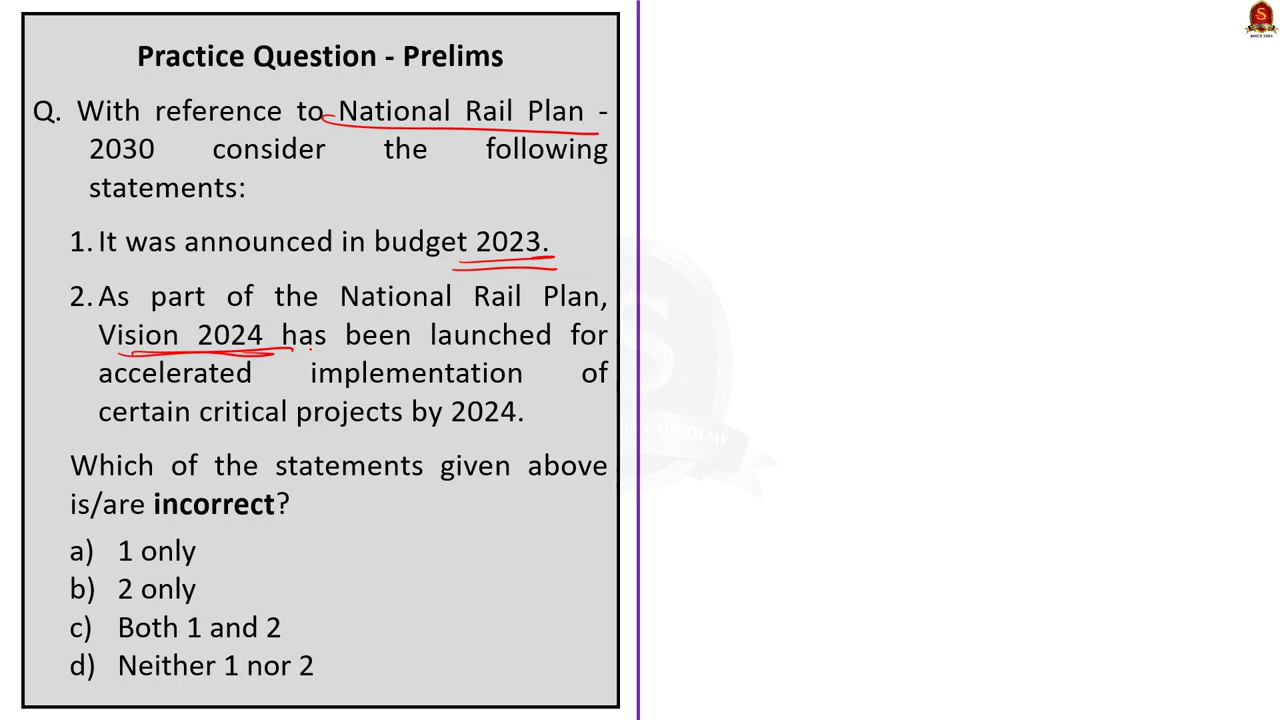 Practice Question - Prelims
Q. With reference to National Rail Plan -
2030 consider the following
statements:
1. It was announced in budget 2023.
2. As part of the National Rail Plan,
Vision 2024 has been launched for
accelerated implementation of
certain critical projects by 2024.
Which of the statements given above
is/are incorrect?
a) 1 only
b) 2 only
c) Both 1 and 2
d) Neither 1 nor 2
S
SINCE 2004
S
ACADEMY